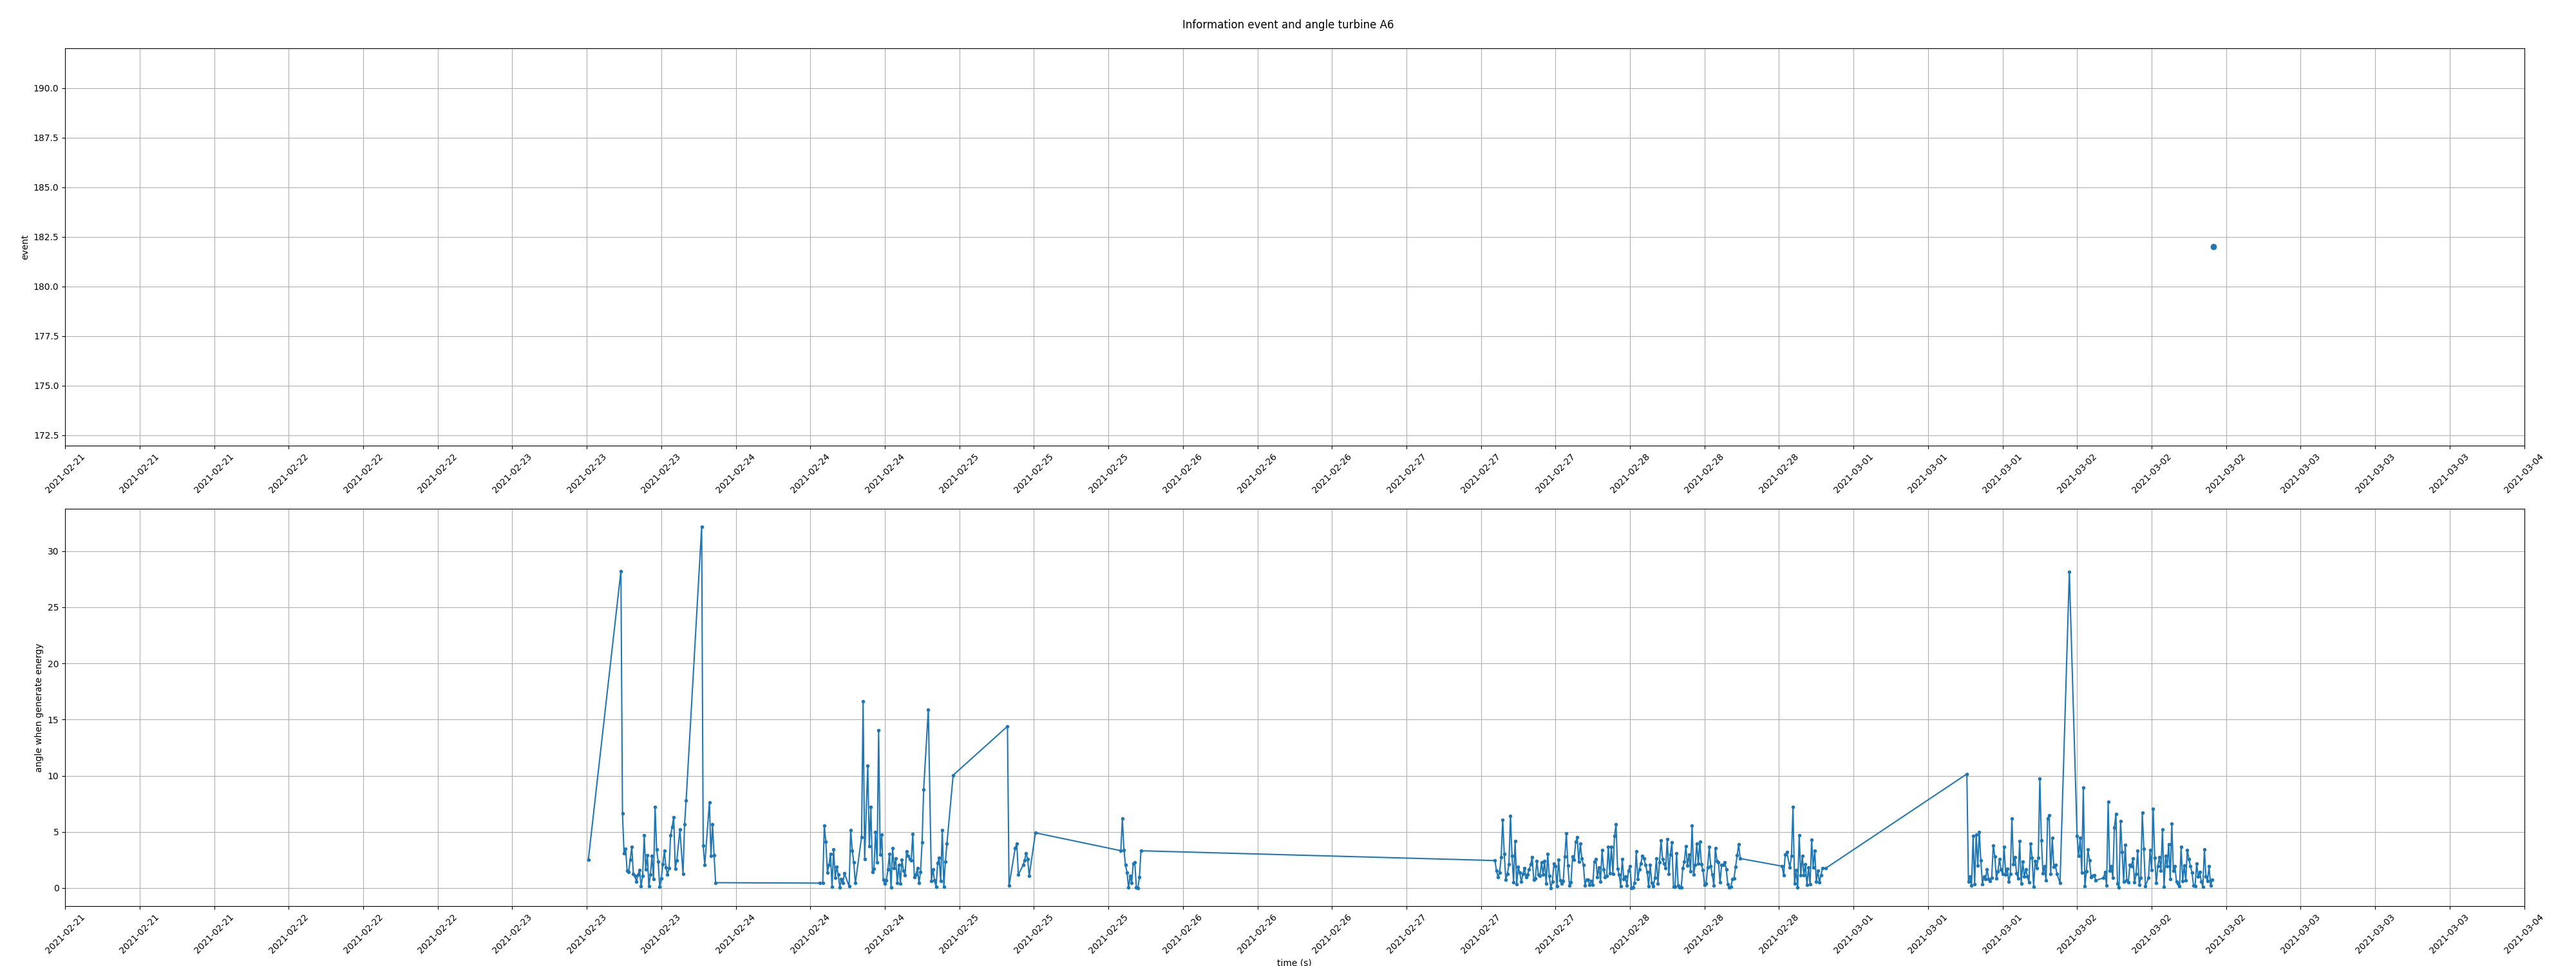 Information event and angle turbine A6
190.0
187.5
185.0
182.5
180.0
177.5
175.0
172.5
event
2021-02-21 2021-02-21 2021-02-21 2021-02-22 2021-02-22 2021-02-22 2021-02-23 2021-02-23 2021-02-23 2021-02-24 2021-02-24 2021-02-24 2021-02-25 2021-02-25 2021-02-25 2021-02-26 2021-02-26 2021-02-26 2021-02-27 2021-02-27 2021-02-27 2021-02-28 2021-02-28 2021-02-28 2021-03-01 2021-03-01 2021-03-01 2021-03-02 2021-03-02 2021-03-02 2021-03-03 2021-03-03 2021-03-03 2021-03-04
30
25
20
15
10
5
0
angle when generate energy
2021-02-21 2021-02-21 2021-02-21 2021-02-22 2021-02-22 2021-02-22 2021-02-23 2021-02-23 2021-02-23 2021-02-24 2021-02-24 2021-02-24 2021-02-25 2021-02-25 2021-02-25 2021-02-26 2021-02-26 2021-02-26 2021-02-27 2021-02-27 2021-02-27 2021-02-28 2021-02-28 2021-02-28 2021-03-01 2021-03-01 2021-03-01 2021-03-02 2021-03-02 2021-03-02 2021-03-03 2021-03-03 2021-03-03 2021-03-04
time (s)